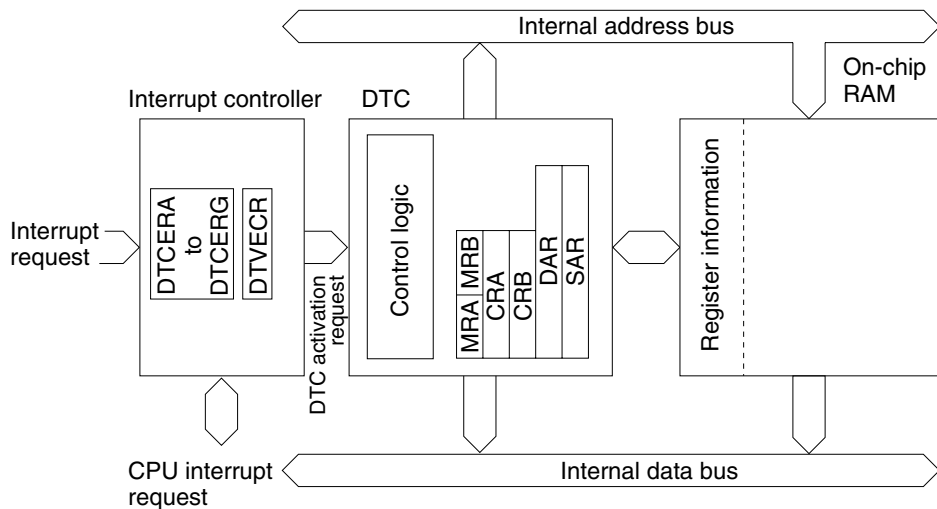 Internal address bus
On-chip
RAM
Interrupt controller
DTC
Interrupt
request
DTCERA
to
DTCERG
DTVECR
DTC activation
request
Control logic
MRA
MRB
CRA
CRB
DAR
SAR
Register information
CPU interrupt
request
Internal data bus